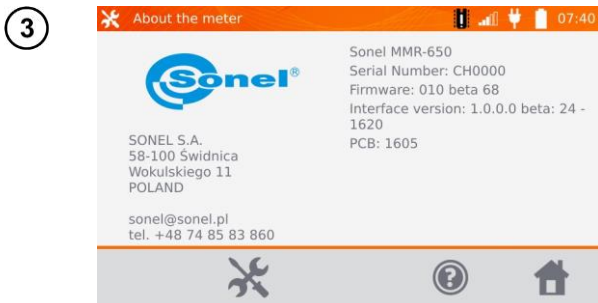 3
About the meter
07:40
Sonel®
SONEL S.A.
58-100 Świdnica
Wokulskiego 11
POLAND
sonel@sonel.pl
tel. +48 74 85 83 860
Sonel MMR-650
Serial Number: CH0000
Firmware: 010 beta 68
Interface version: 1.0.0.0 beta: 24 -
1620
PCB: 1605
?